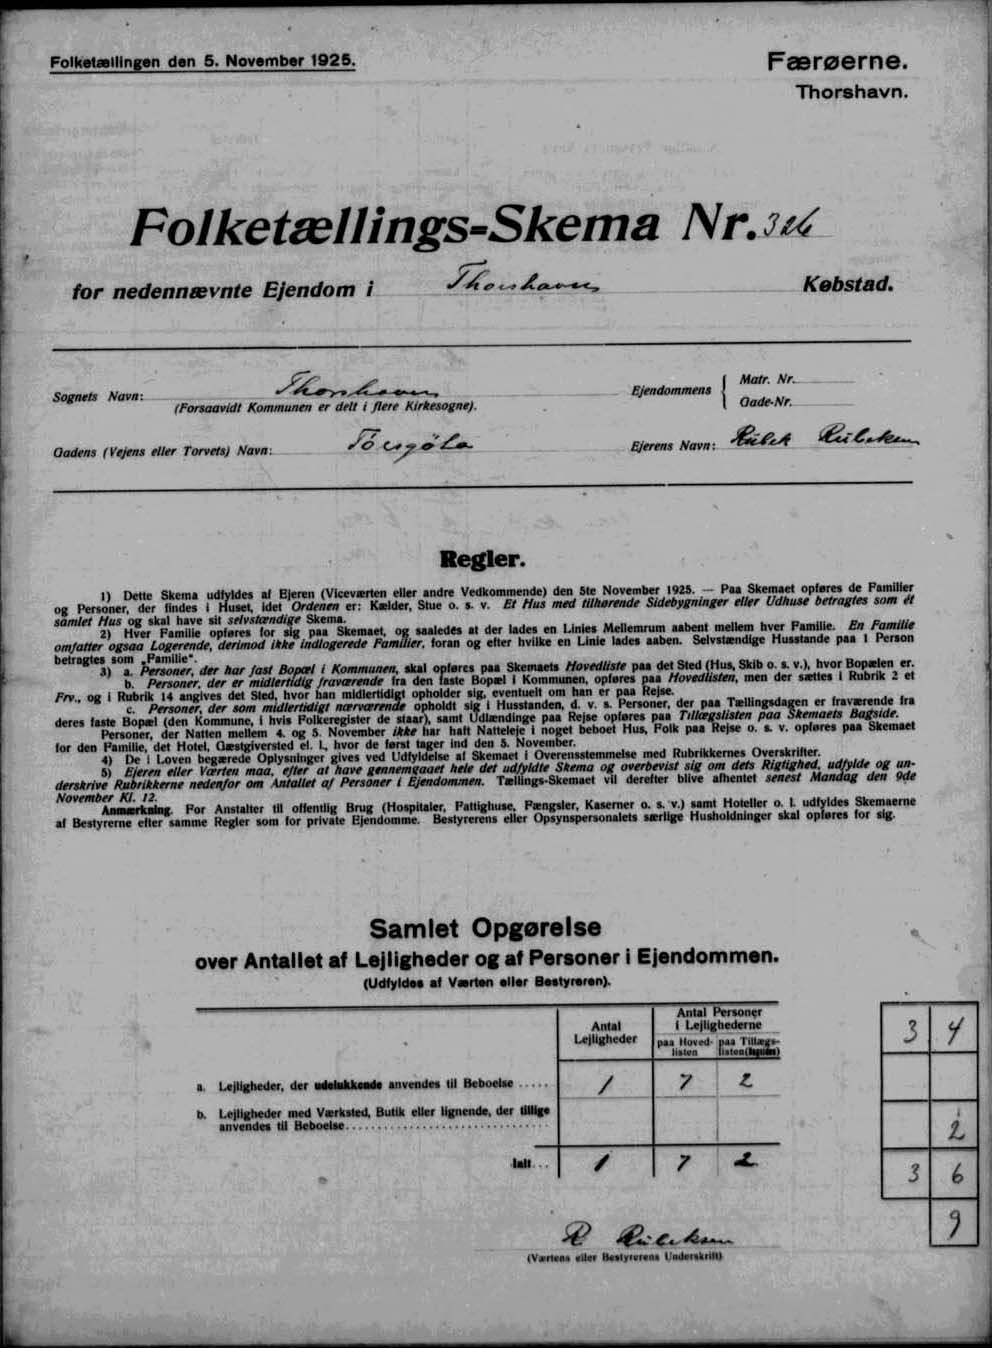 Folketællingen den 5. November 1925.
Færøerne.
Thorshavn.
Folketællings=Skema Nr. 326
for nedennævnte Ejendom i Thorshavn Købstad.
Sognets Navn: Thorshavn
(Forsaavidt Kommunen er delt i flere Kirkesogne).
Ejendommens { Matr. Nr.
Gade-Nr.
Gadens (Vejens eller Torvets) Navn: Tórsgöta
Ejerens Navn: Rübek Rübeksen
Regler.
1) Dette Skema udfyldes af Ejeren (Viceværten eller andre Vedkommende) den 5te November 1925. — Paa Skemaet opføres de Familier
og Personer, der findes i Huset, idet Ordenen er: Kælder, Stue o. s. v. Et Hus med tilhørende Sidebygninger eller Udhuse betragtes som ét
samlet Hus og skal have sit selvstændige Skema.
2) Hver Familie opføres for sig paa Skemaet, og saaledes at der lades en Linies Mellemrum aabent mellem hver Familie. En Familie
omfatter ogsaa Logerende, derimod ikke indlogerede Familier, foran og efter hvilke en Linie lades aaben. Selvstændige Husstande paa 1 Person
betragtes som „Familie".
3) a. Personer, der har fast Bopæl i Kommunen, skal opføres paa Skemaets Hovedliste paa det Sted (Hus, Skib o. s. v.), hvor Bopælen er.
b. Personer, der er midlertidig fraværende fra den faste Bopæl i Kommunen, opføres paa Hovedlisten, men der sættes i Rubrik 2 et
Frv., og i Rubrik 14 angives det Sted, hvor han midlertidigt opholder sig, eventuelt om han er paa Rejse.
c. Personer, der som midlertidigt nærværende opholdt sig i Husstanden, d. v. s. Personer, der paa Tællingsdagen er fraværende fra
deres faste Bopæl (den Kommune, i hvis Folkeregister de staar), samt Udlændinge paa Rejse opføres paa Tillægslisten paa Skemaets Bagside.
Personer, der Natten mellem 4. og 5. November ikke har haft Natteleje i noget beboet Hus, Folk paa Rejse o. s. v. opføres paa Skemaet
for den Familie, det Hotel, Gæstgiversted el. l., hvor de først tager ind den 5. November.
4) De i Loven begærede Oplysninger gives ved Udfyldelse af Skemaet i Overensstemmelse med Rubrikkernes Overskrifter.
5) Ejeren eller Værten maa, efter at have gennemgaaet hele det udfyldte Skema og overbevist sig om dets Rigtighed, udfylde og un-
derskrive Rubrikkerne nedenfor om Antallet af Personer i Ejendommen. Tællings-Skemaet vil derefter blive afhentet senest Mandag den 9de
November Kl. 12.
Anmærkning. For Anstalter til offentlig Brug (Hospitaler, Fattighuse, Fængsler, Kaserner o. s. v.) samt Hoteller o. l. udfyldes Skemaerne
af Bestyrerne efter samme Regler som for private Ejendomme. Bestyrerens eller Opsynspersonalets særlige Husholdninger skal opføres for sig.
Samlet Opgørelse
over Antallet af Lejligheder og af Personer i Ejendommen.
(Udfyldes af Værten eller Bestyreren).
Antal Lejligheder
Antal Personer i Lejlighederne
paa Hoved-listen
paa Tillægs-listen (Bagsiden)
a. Lejligheder, der udelukkende anvendes til Beboelse ..... 1 7 2
b. Lejligheder med Værksted, Butik eller lignende, der tillige
anvendes til Beboelse
Ialt... 1 7 2
3 4
2
3 6
9
R Rübeksen
(Værtens eller Bestyrerens Underskrift)